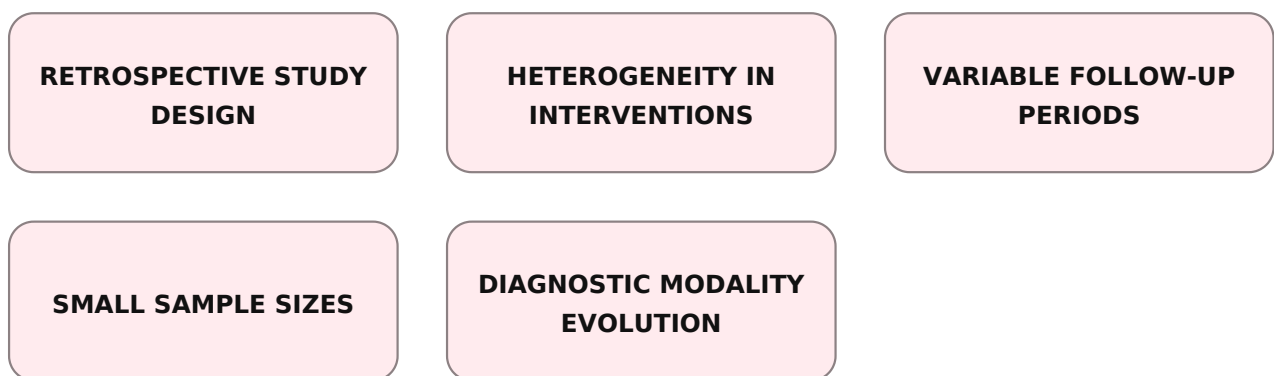 RETROSPECTIVE STUDY
DESIGN
HETEROGENEITY IN
INTERVENTIONS
VARIABLE FOLLOW-UP
PERIODS
SMALL SAMPLE SIZES
DIAGNOSTIC MODALITY
EVOLUTION